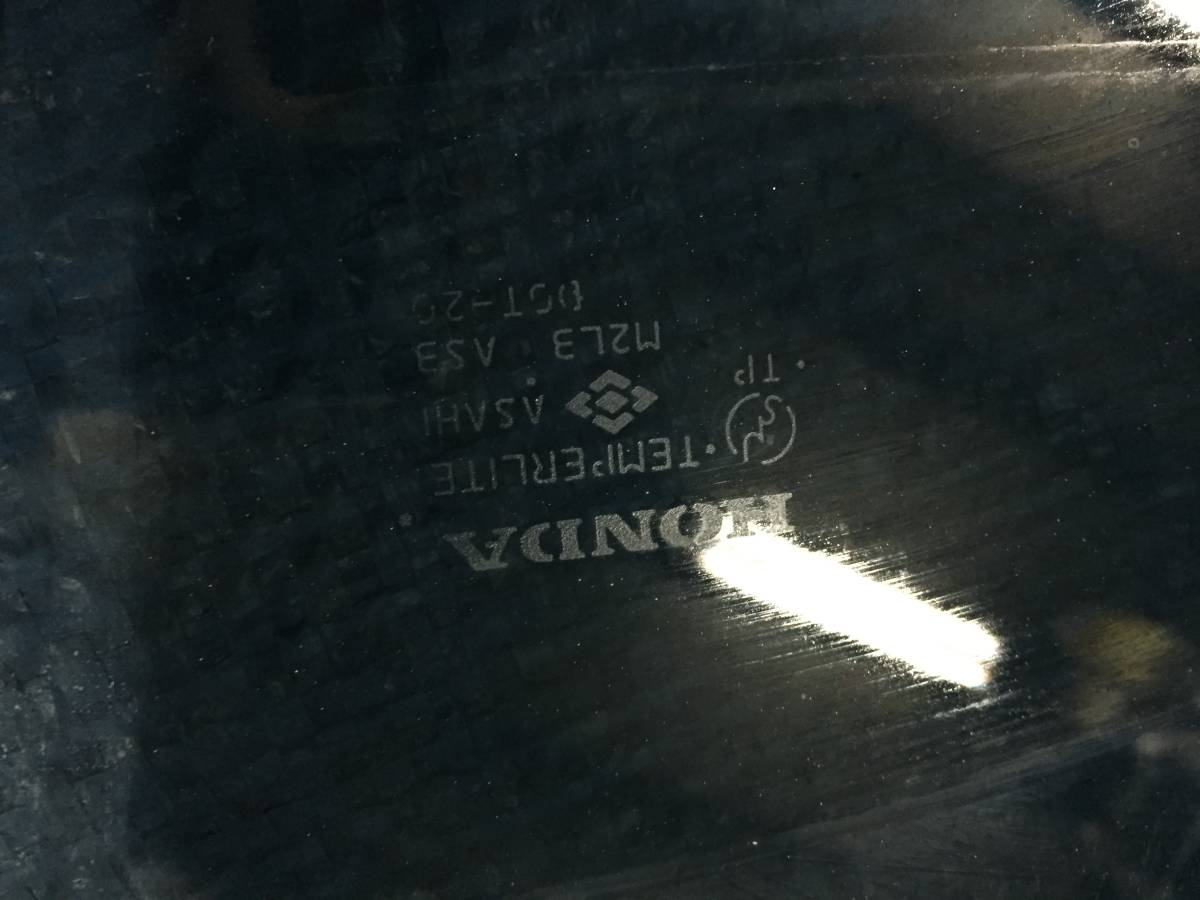 HONDA
TEMPERLITE
TP ASAHI
M2L3 AS3
DOT-20